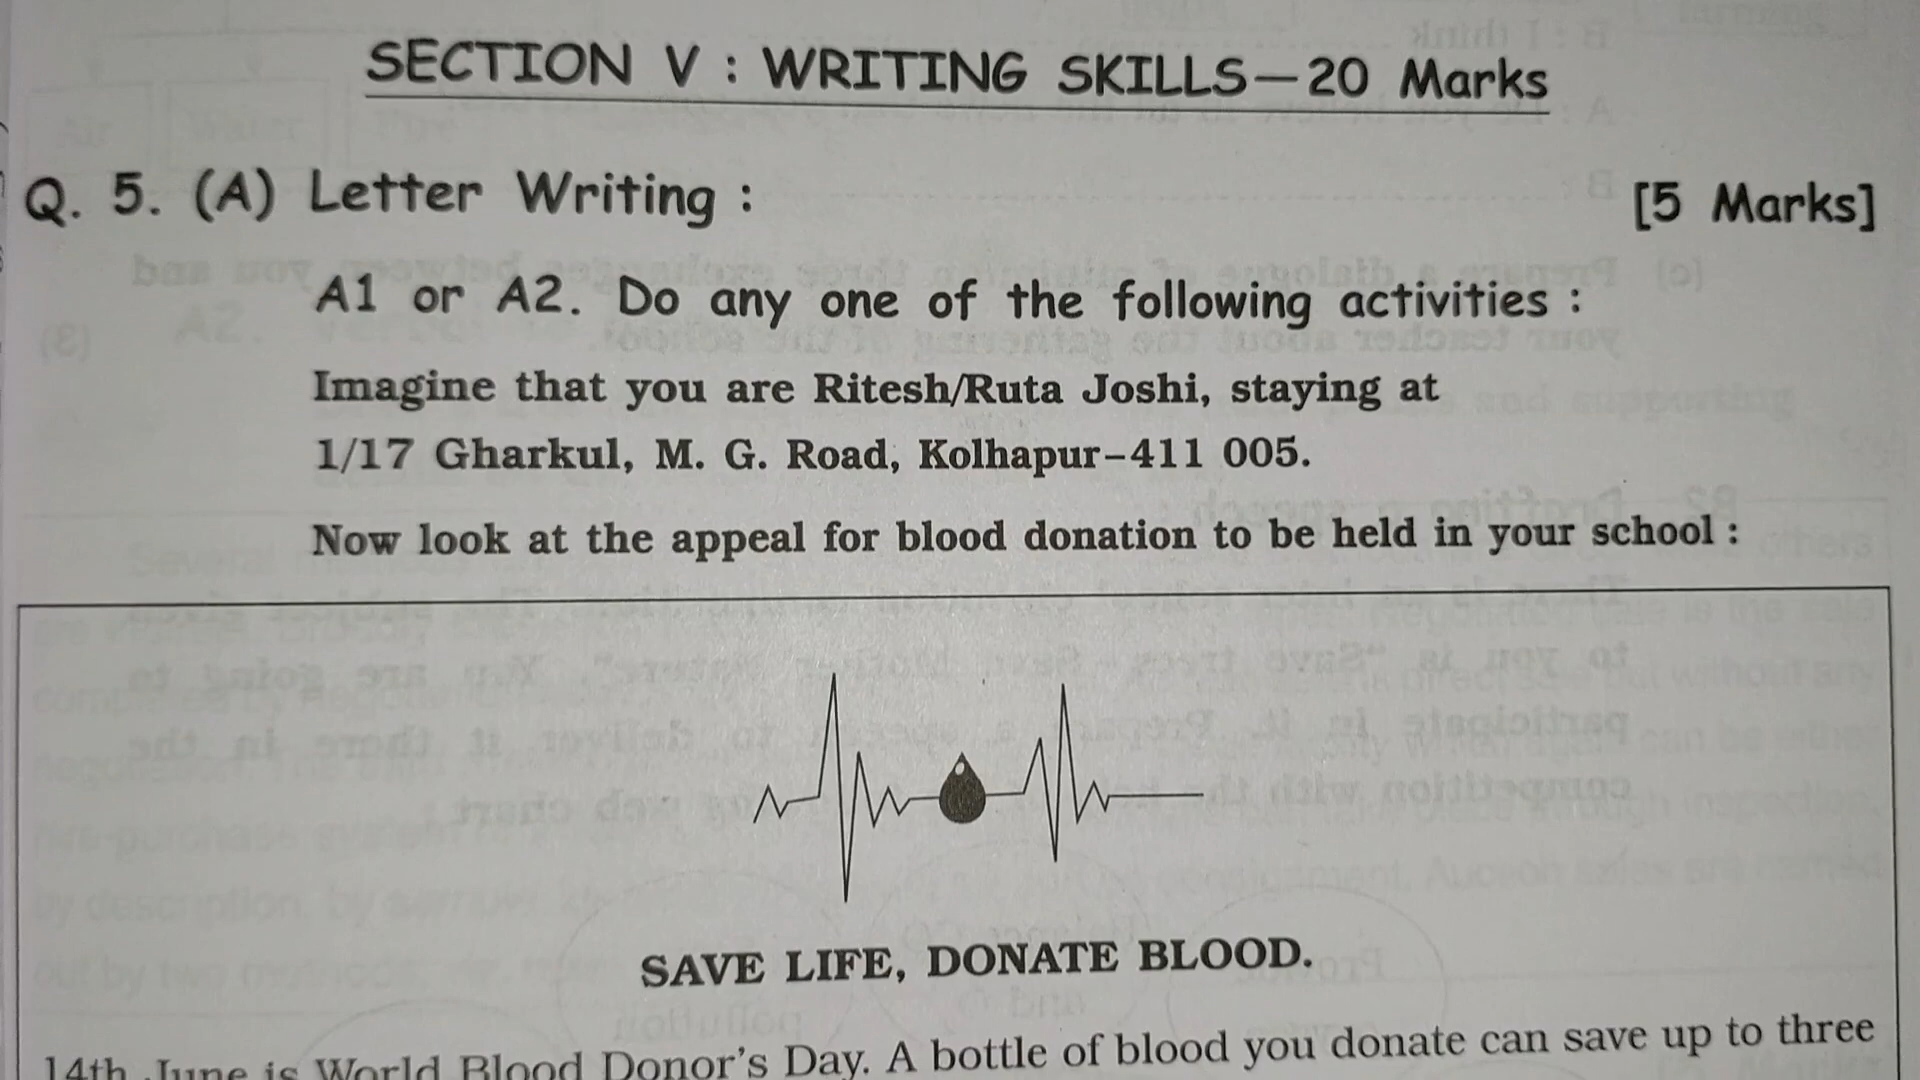 SECTION V : WRITING SKILLS—20 Marks
Q. 5. (A) Letter Writing : [5 Marks]
A1 or A2. Do any one of the following activities :
Imagine that you are Ritesh/Ruta Joshi, staying at
1/17 Gharkul, M. G. Road, Kolhapur–411 005.
Now look at the appeal for blood donation to be held in your school :
SAVE LIFE, DONATE BLOOD.
14th June is World Blood Donor's Day. A bottle of blood you donate can save up to three